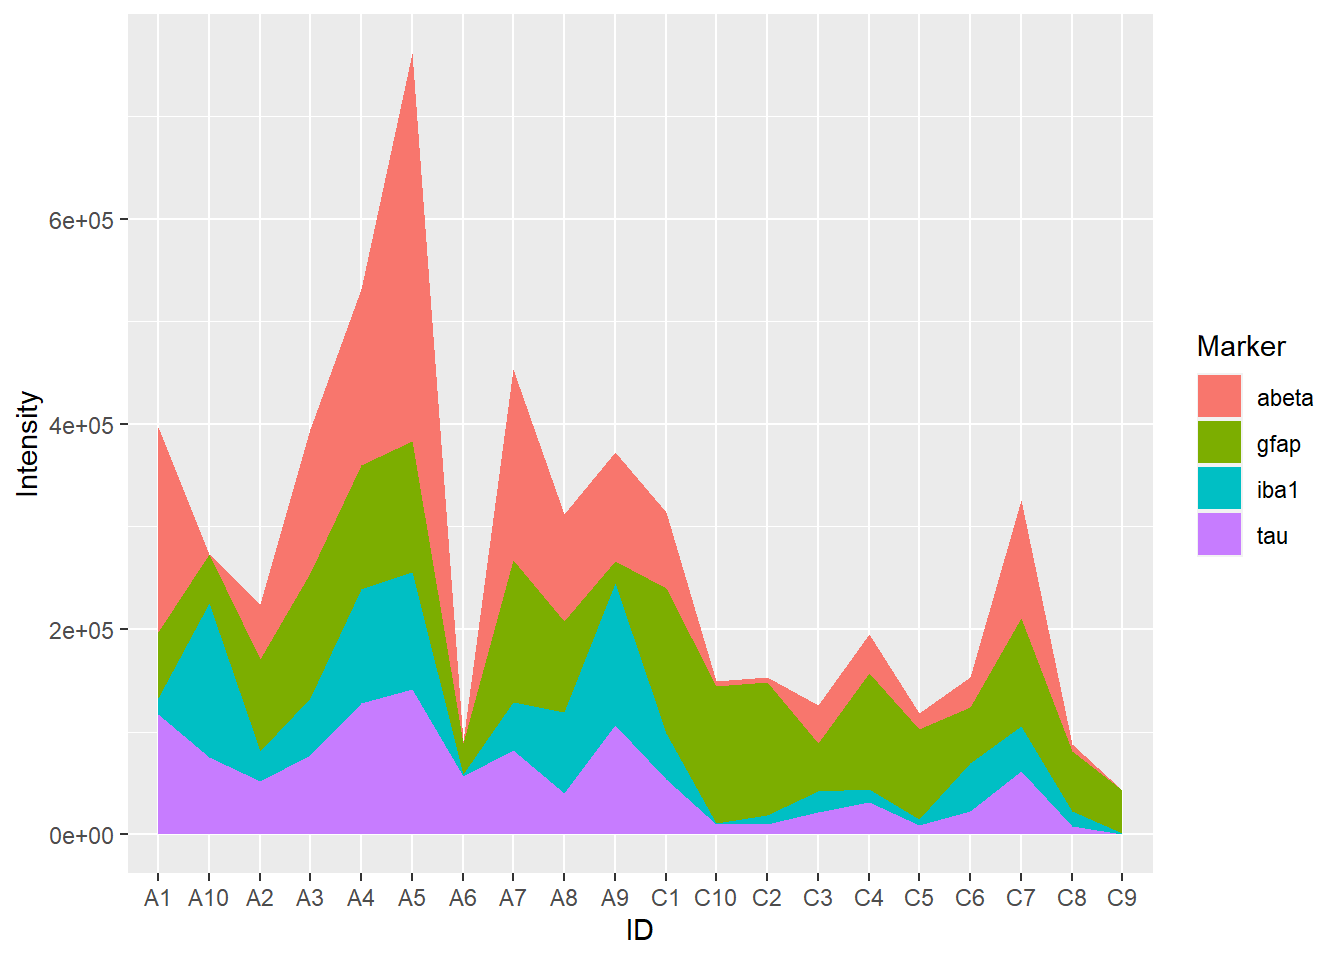 Intensity
6e+05
4e+05
2e+05
0e+00
A1 A10 A2 A3 A4 A5 A6 A7 A8 A9 C1 C10 C2 C3 C4 C5 C6 C7 C8 C9
ID
Marker
abeta
gfap
iba1
tau